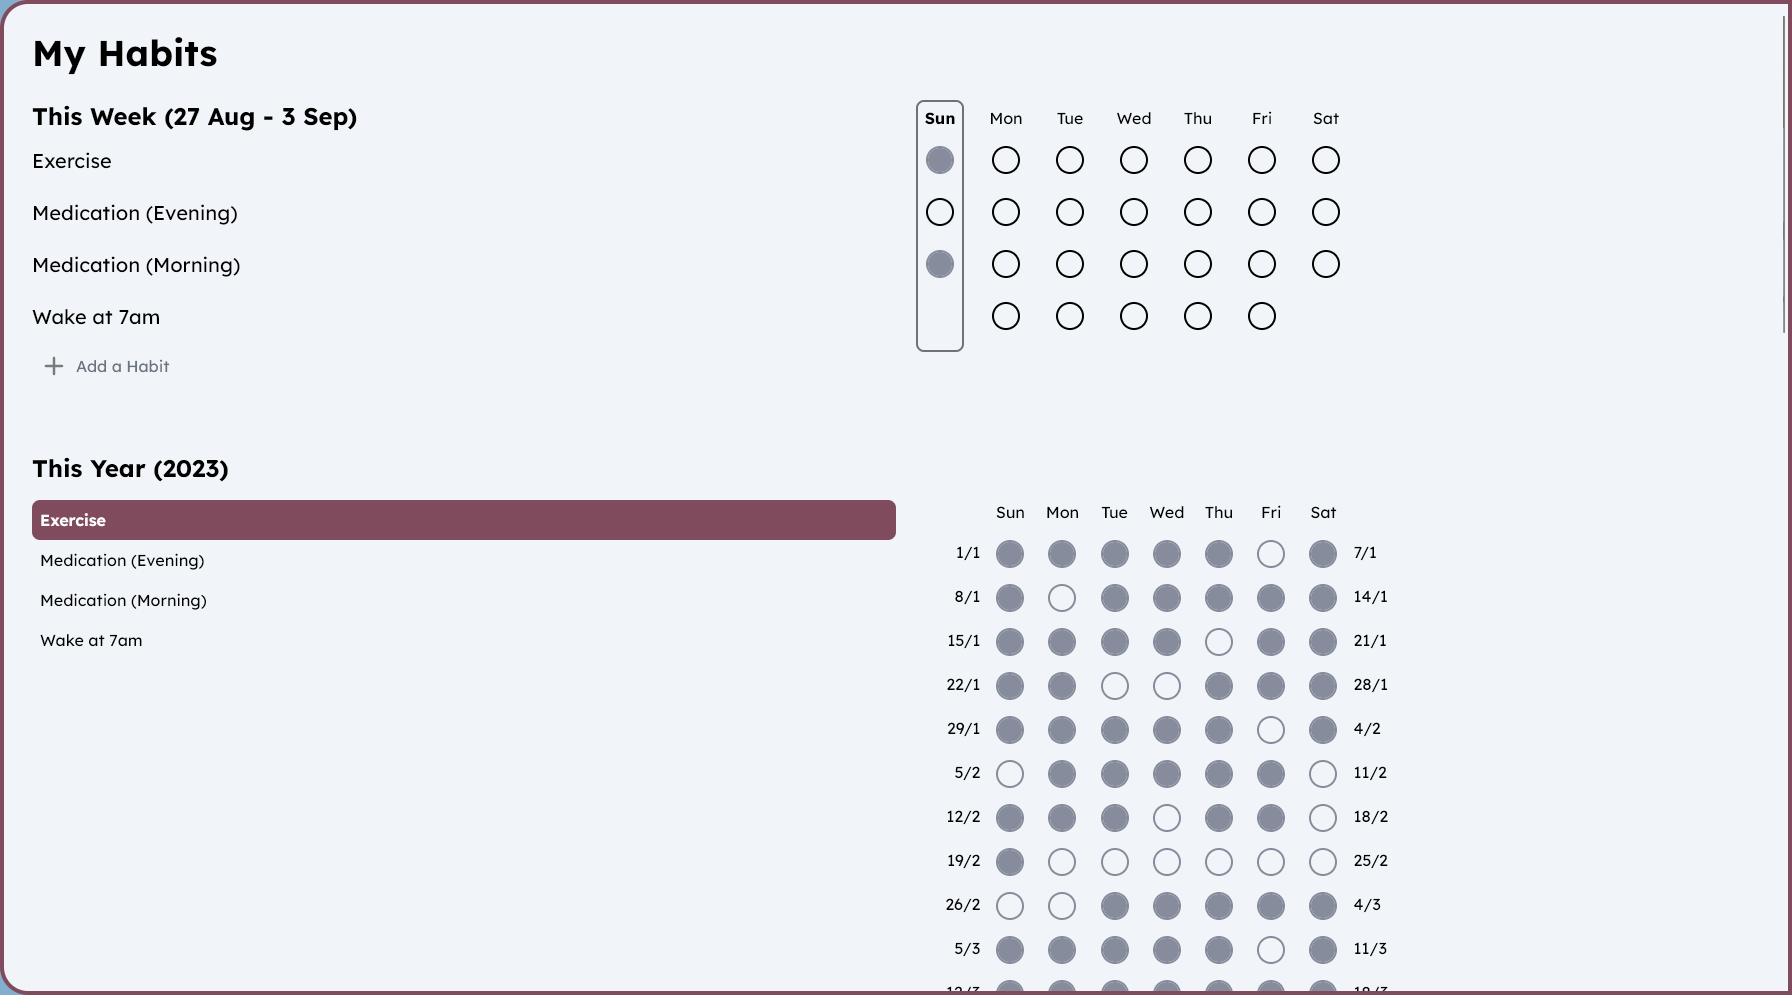 My Habits
This Week (27 Aug - 3 Sep)
Sun Mon Tue Wed Thu Fri Sat
Exercise
Medication (Evening)
Medication (Morning)
Wake at 7am
Add a Habit
This Year (2023)
Exercise
Medication (Evening)
Medication (Morning)
Wake at 7am
Sun Mon Tue Wed Thu Fri Sat
1/1 7/1
8/1 14/1
15/1 21/1
22/1 28/1
29/1 4/2
5/2 11/2
12/2 18/2
19/2 25/2
26/2 4/3
5/3 11/3